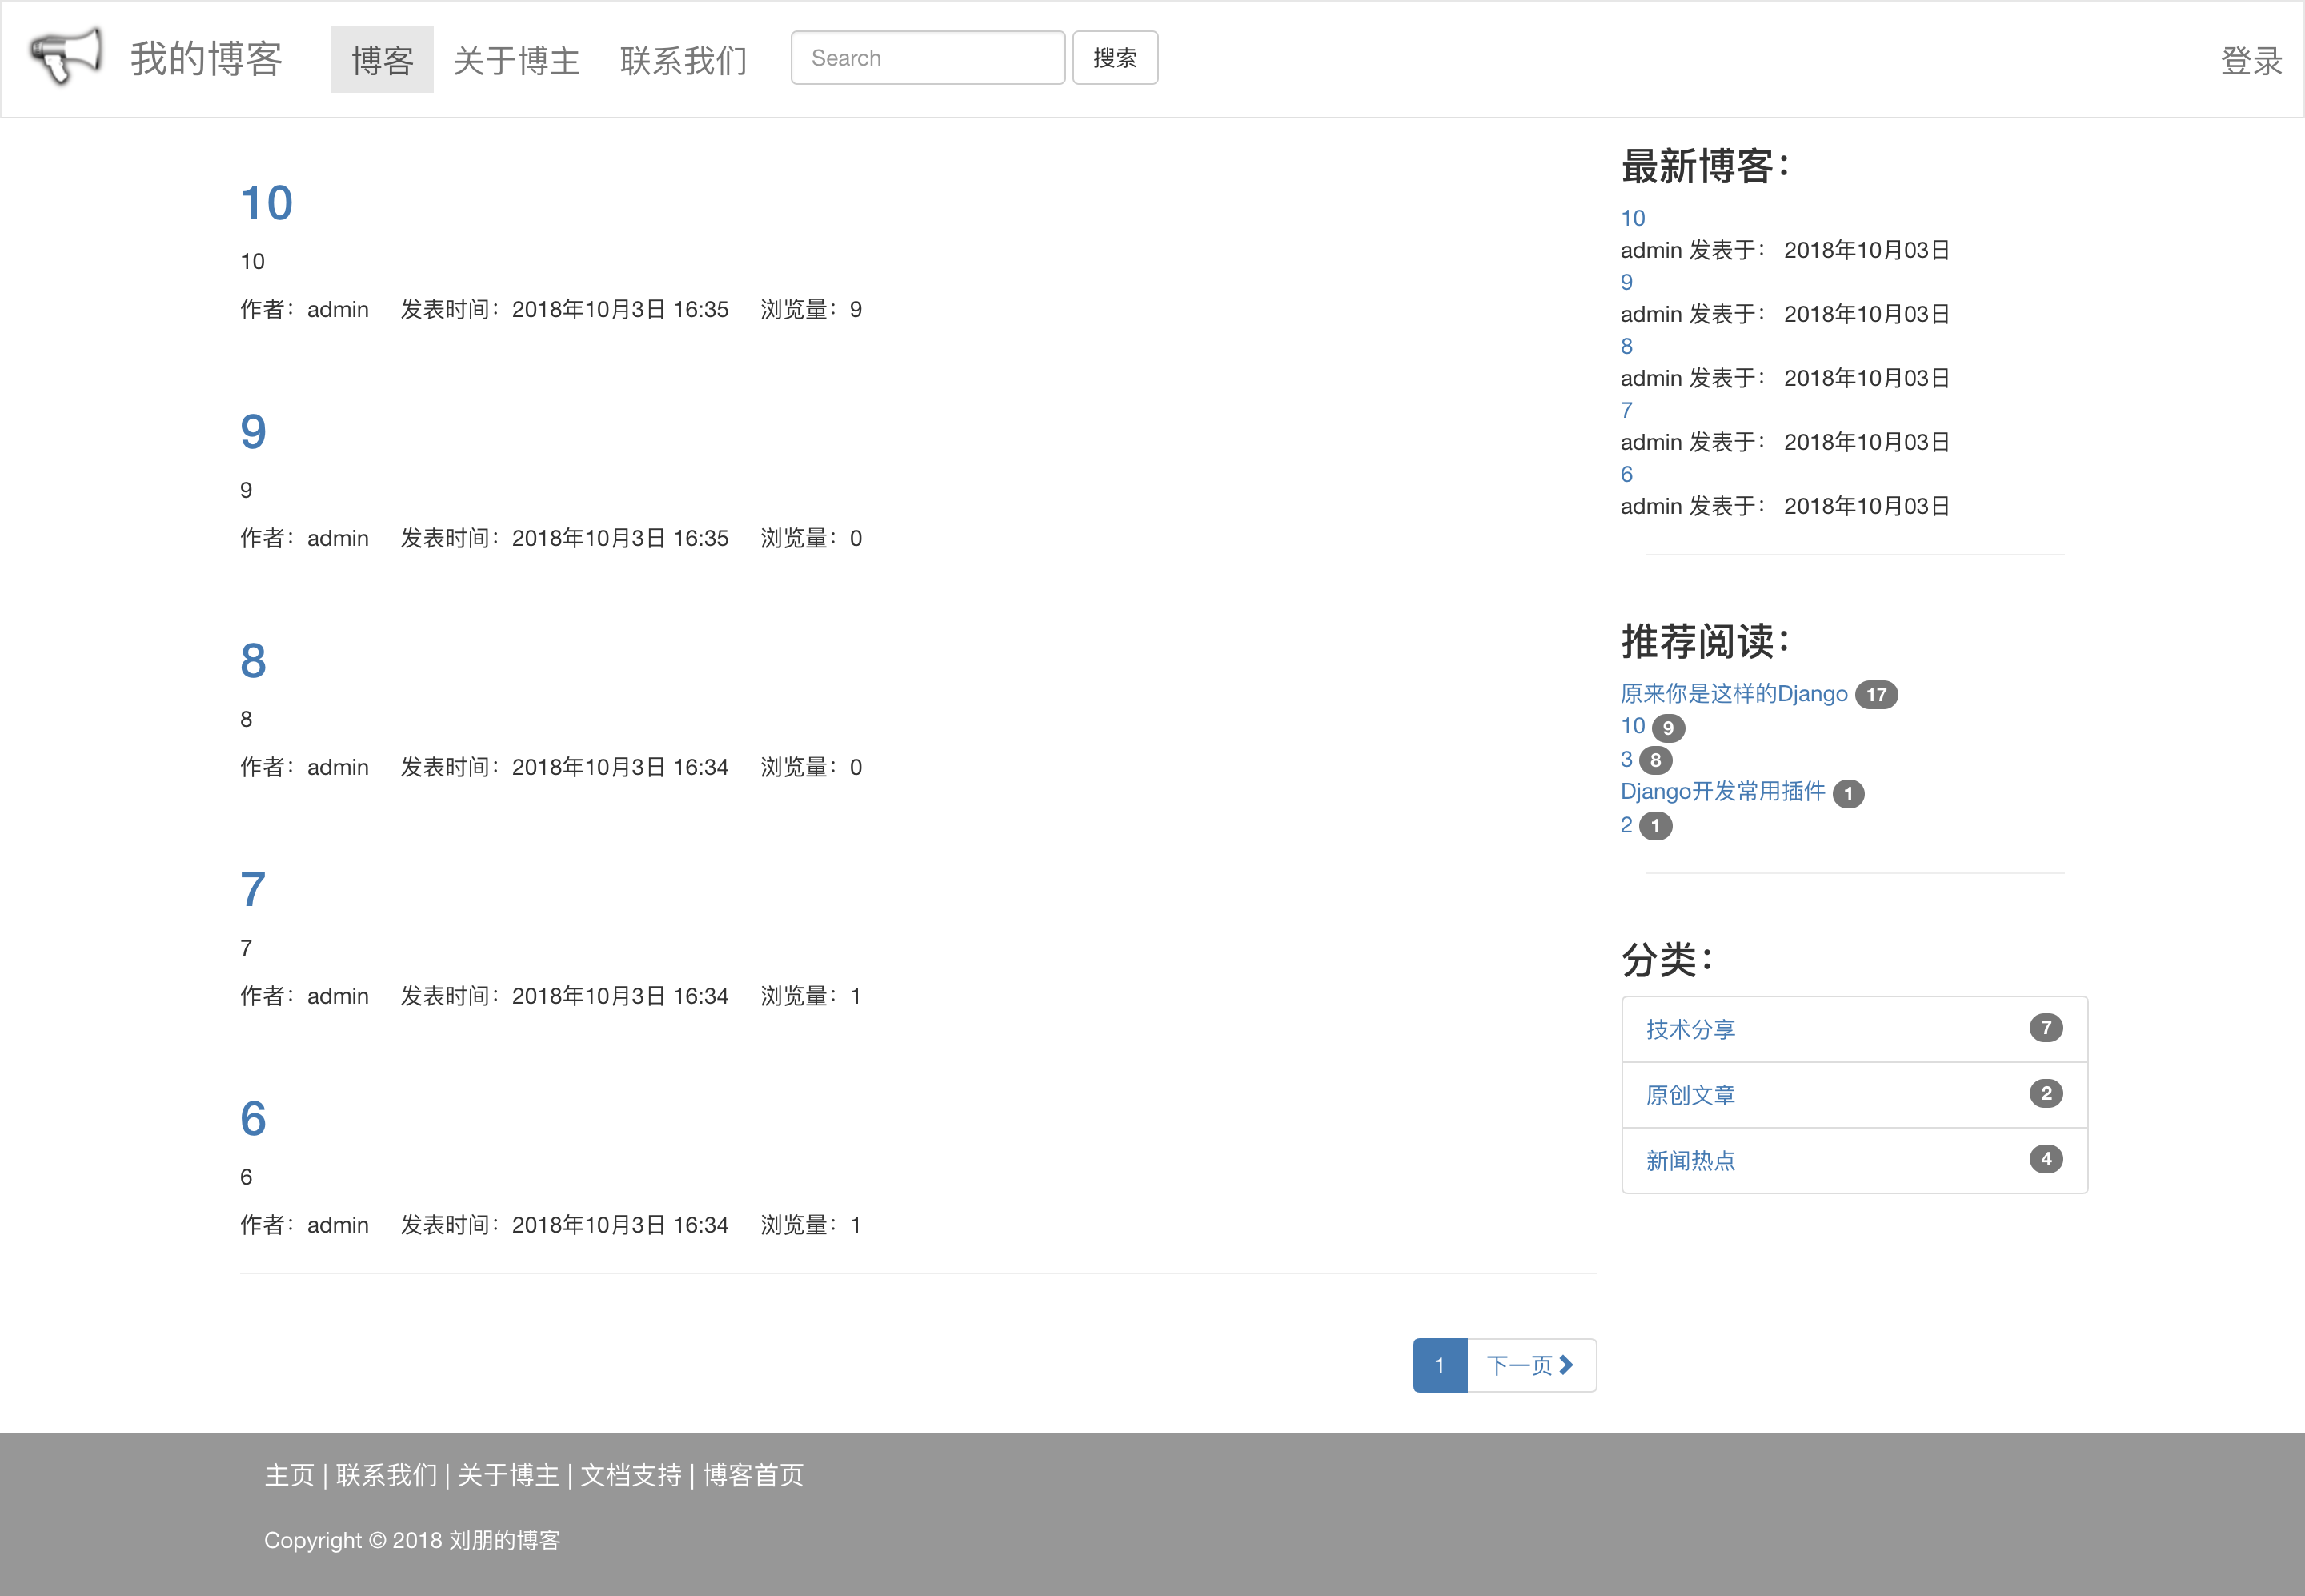 我的博客 博客 关于博主 联系我们 Search 搜索 登录
10
10
作者：admin 发表时间：2018年10月3日 16:35 浏览量：9
9
9
作者：admin 发表时间：2018年10月3日 16:35 浏览量：0
8
8
作者：admin 发表时间：2018年10月3日 16:34 浏览量：0
7
7
作者：admin 发表时间：2018年10月3日 16:34 浏览量：1
6
6
作者：admin 发表时间：2018年10月3日 16:34 浏览量：1
1 下一页
最新博客：
10
admin 发表于： 2018年10月03日
9
admin 发表于： 2018年10月03日
8
admin 发表于： 2018年10月03日
7
admin 发表于： 2018年10月03日
6
admin 发表于： 2018年10月03日
推荐阅读：
原来你是这样的Django 17
10 9
3 8
Django开发常用插件 1
2 1
分类：
技术分享 7
原创文章 2
新闻热点 4
主页 | 联系我们 | 关于博主 | 文档支持 | 博客首页
Copyright © 2018 刘朋的博客